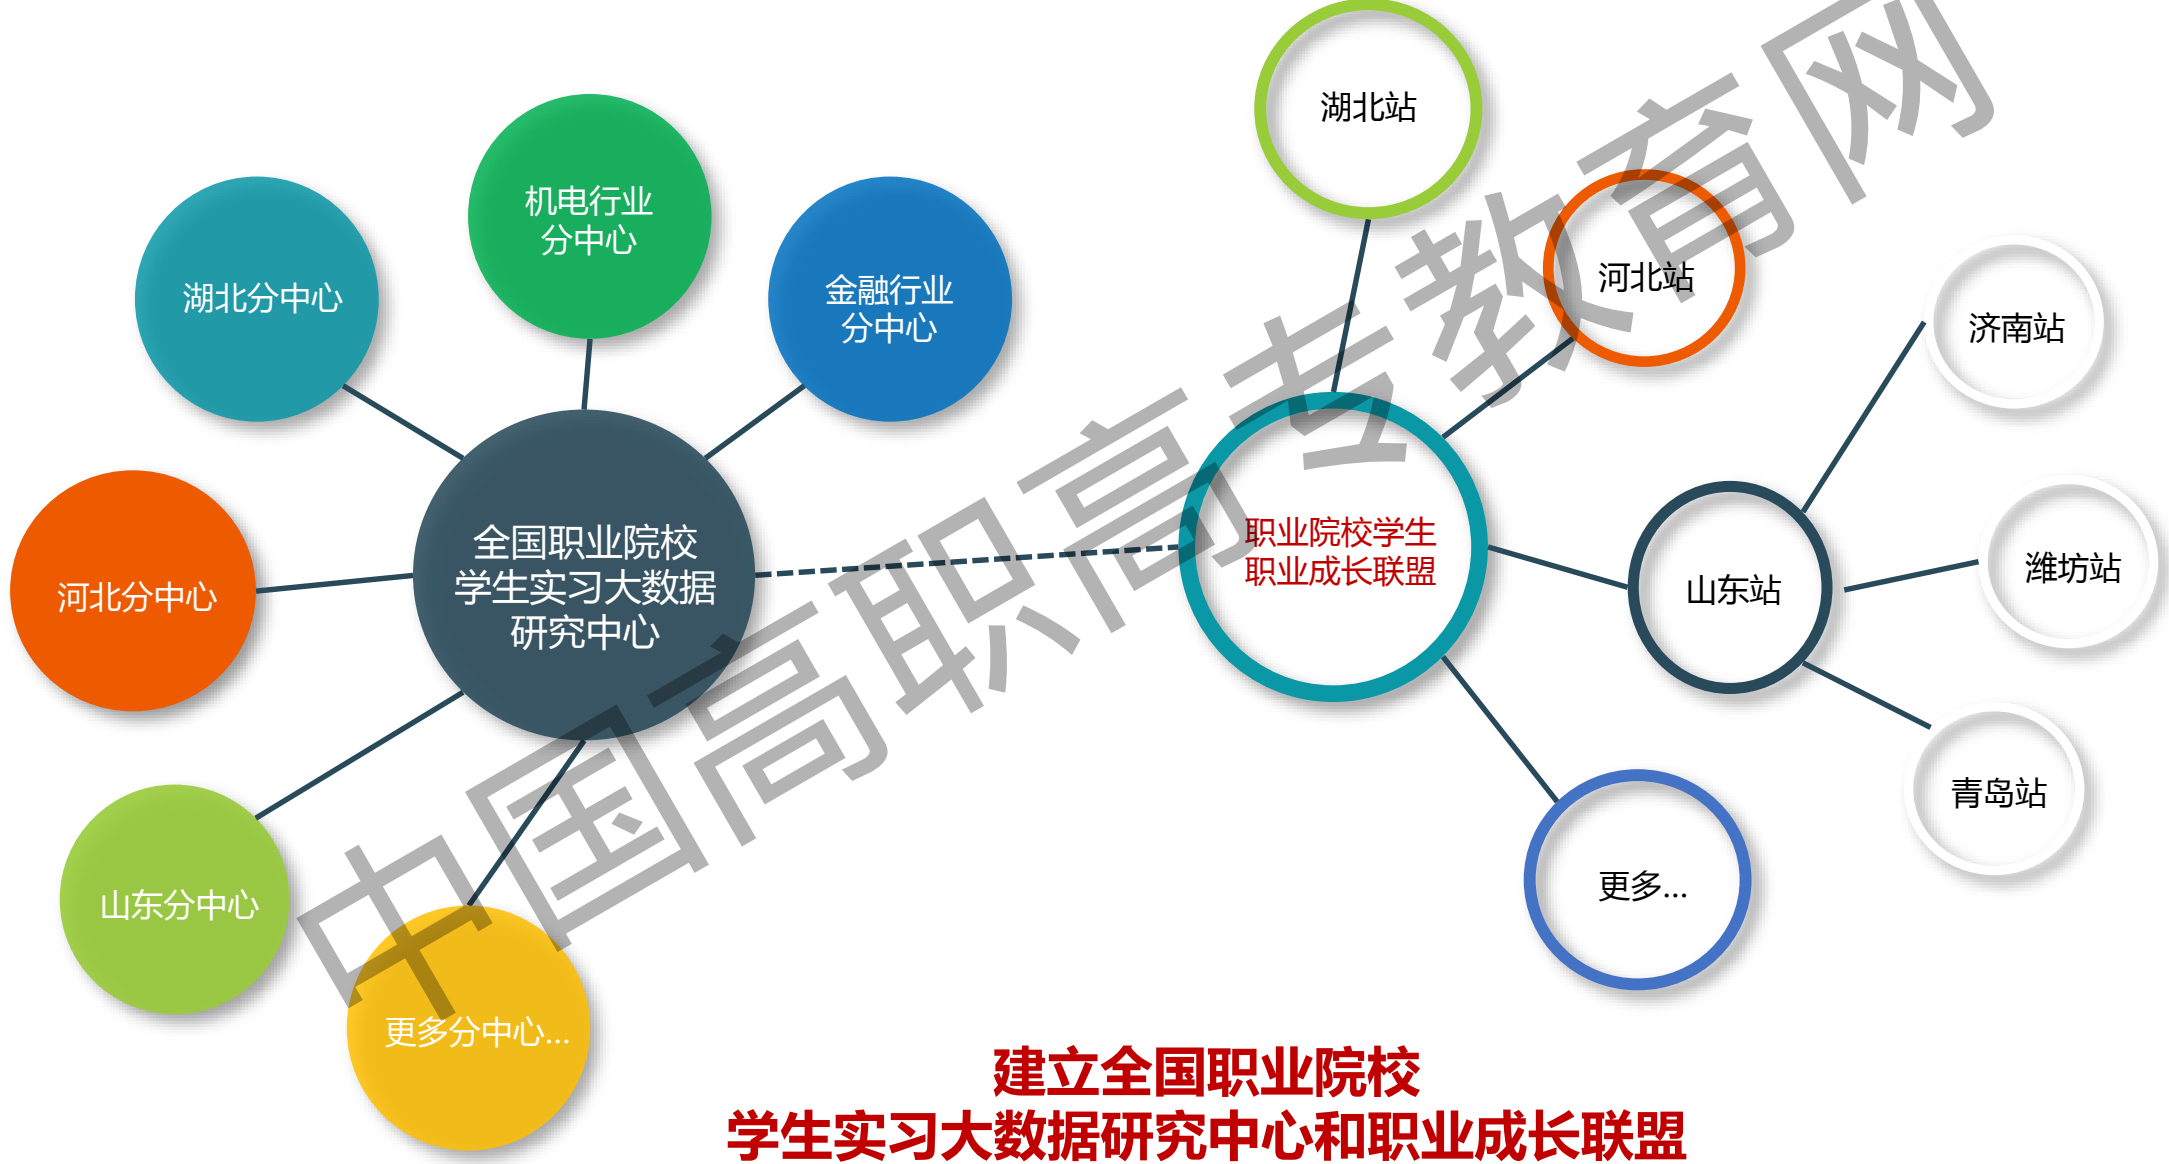 机电行业
分中心
湖北分中心
金融行业
分中心
全国职业院校
学生实习大数据
研究中心
河北分中心
山东分中心
更多分中心...
湖北站
河北站
济南站
职业院校学生
职业成长联盟
山东站
潍坊站
青岛站
更多...
中国高职高专教育网
建立全国职业院校
学生实习大数据研究中心和职业成长联盟